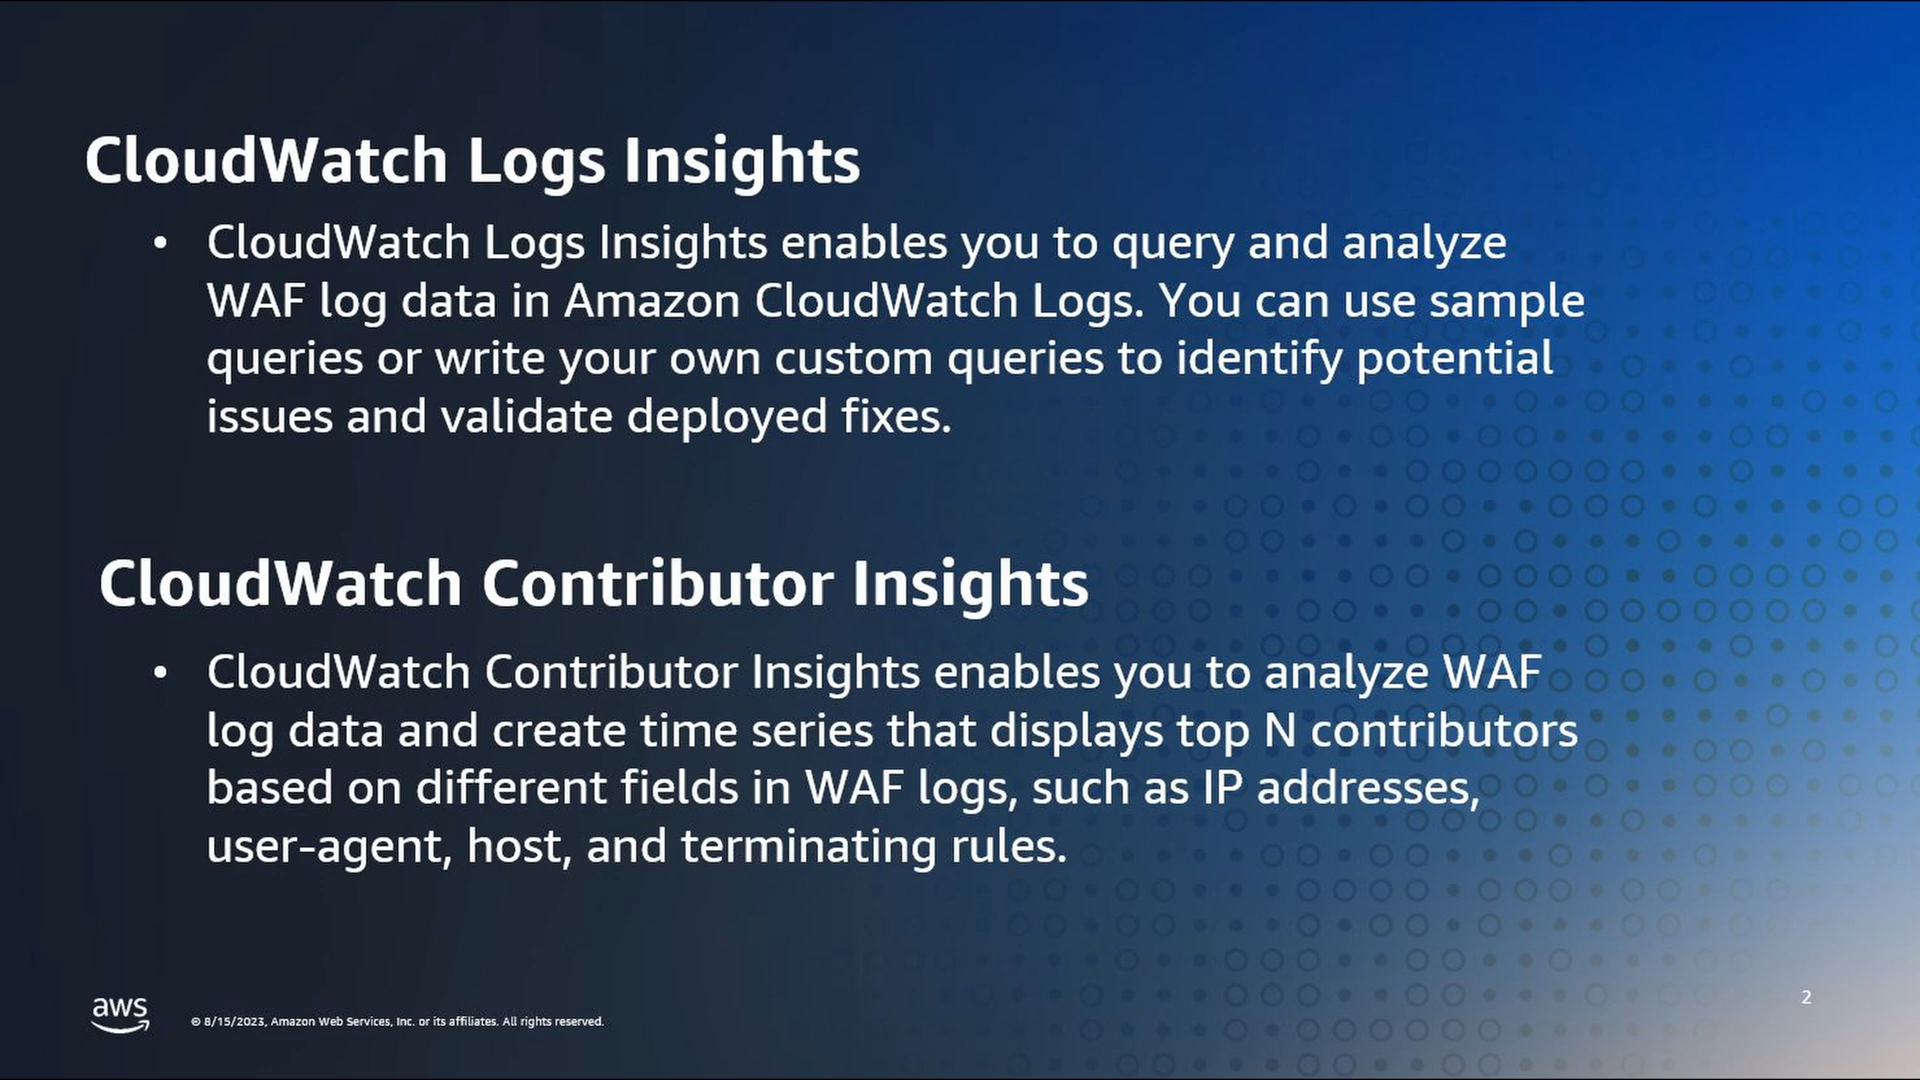 CloudWatch Logs Insights
• CloudWatch Logs Insights enables you to query and analyze
WAF log data in Amazon CloudWatch Logs. You can use sample
queries or write your own custom queries to identify potential
issues and validate deployed fixes.
CloudWatch Contributor Insights
• CloudWatch Contributor Insights enables you to analyze WAF
log data and create time series that displays top N contributors
based on different fields in WAF logs, such as IP addresses,
user-agent, host, and terminating rules.
aws
© 8/15/2023, Amazon Web Services, Inc. or its affiliates. All rights reserved.
2